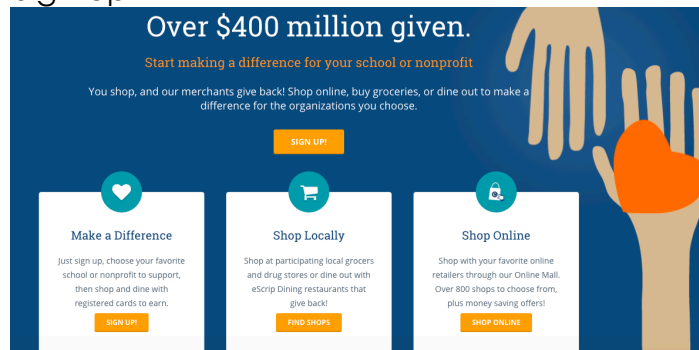 Over $400 million given.
Start making a difference for your school or nonprofit
You shop, and our merchants give back! Shop online, buy groceries, or dine out to make a
difference for the organizations you choose.
SIGN UP!
Make a Difference
Just sign up, choose your favorite
school or nonprofit to support,
then shop and dine with
registered cards to earn.
SIGN UP!
Shop Locally
Shop at participating local grocers
and drug stores or dine out with
eScrip Dining restaurants that
give back!
FIND SHOPS
Shop Online
Shop with your favorite online
retailers through our Online Mall.
Over 800 shops to choose from,
plus money saving offers!
SHOP ONLINE